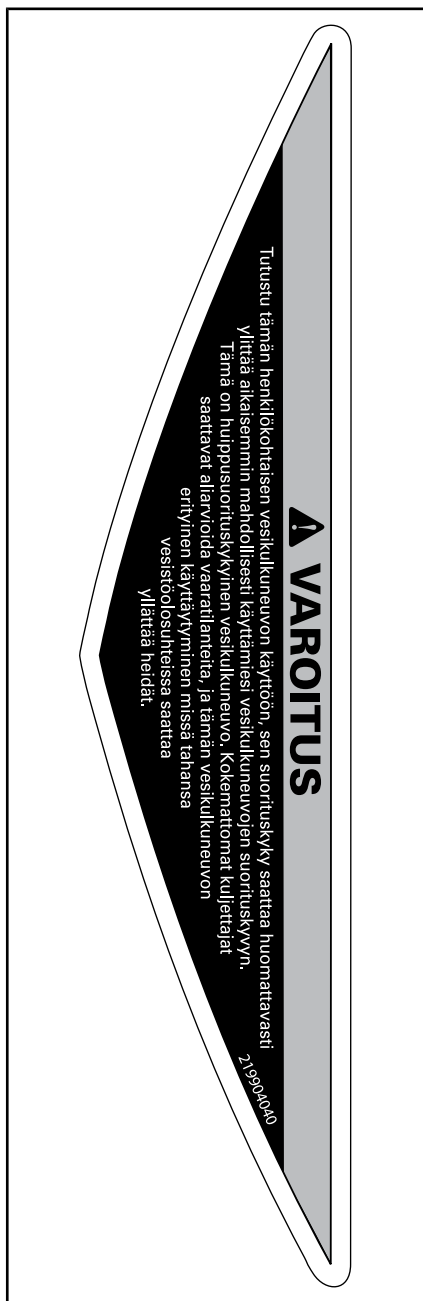 ⚠ VAROITUS
Tutustu tämän henkilökohtaisen vesikulkuneuvon käyttöön, sen suorituskyky saattaa huomattavasti
ylittää aikaisemmin mahdollisesti käyttämiesi vesikulkuneuvojen suorituskyvyn.
Tämä on huippusuorituskykyinen vesikulkuneuvo. Kokemattomat kuljettajat
saattavat aliarvioida vaaratilanteita, ja tämän vesikulkuneuvon
erityinen käyttäytyminen missä tahansa
vesistöolosuhteissa saattaa
yllättää heidät.
219904040